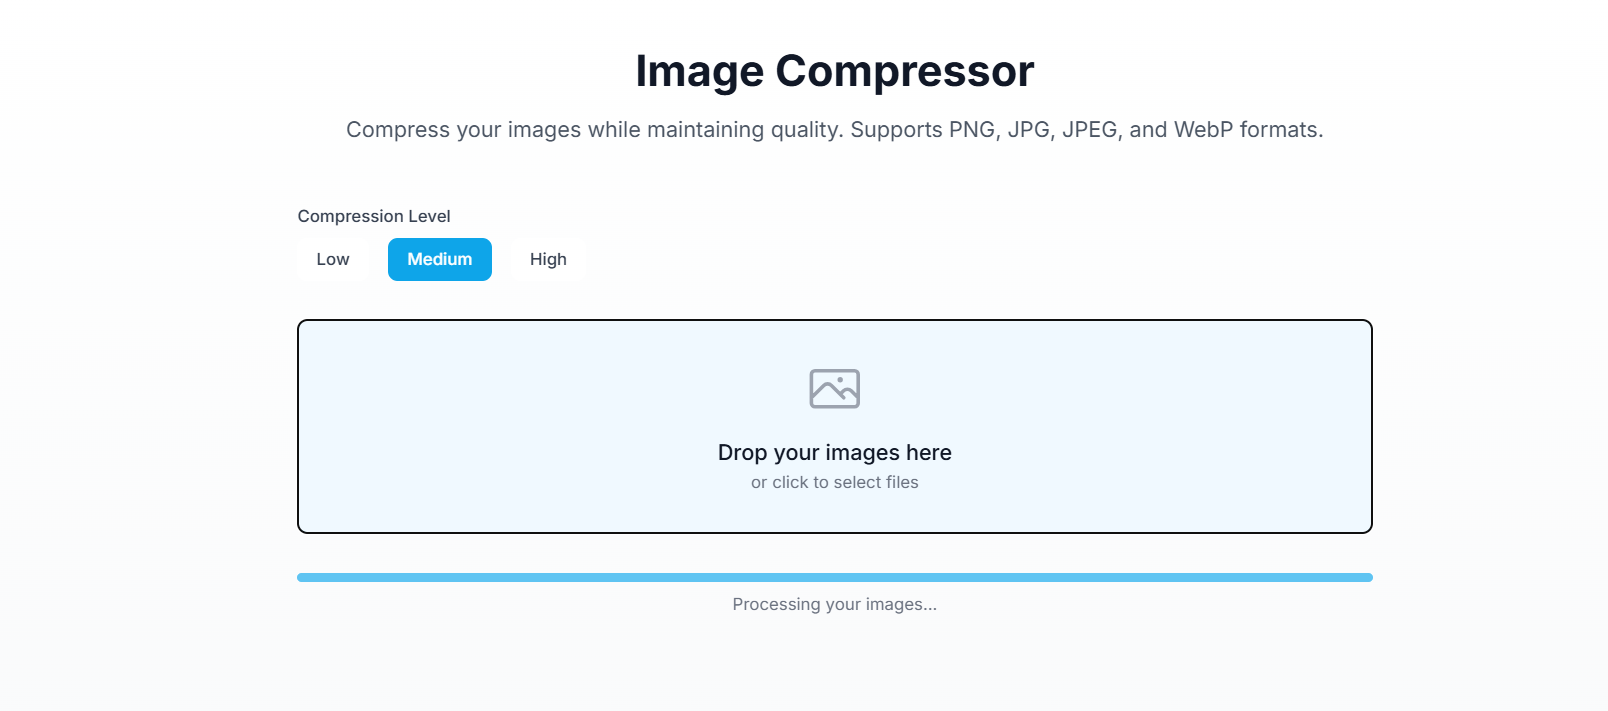 Image Compressor
Compress your images while maintaining quality. Supports PNG, JPG, JPEG, and WebP formats.
Compression Level
Low
Medium
High
Drop your images here
or click to select files
Processing your images...